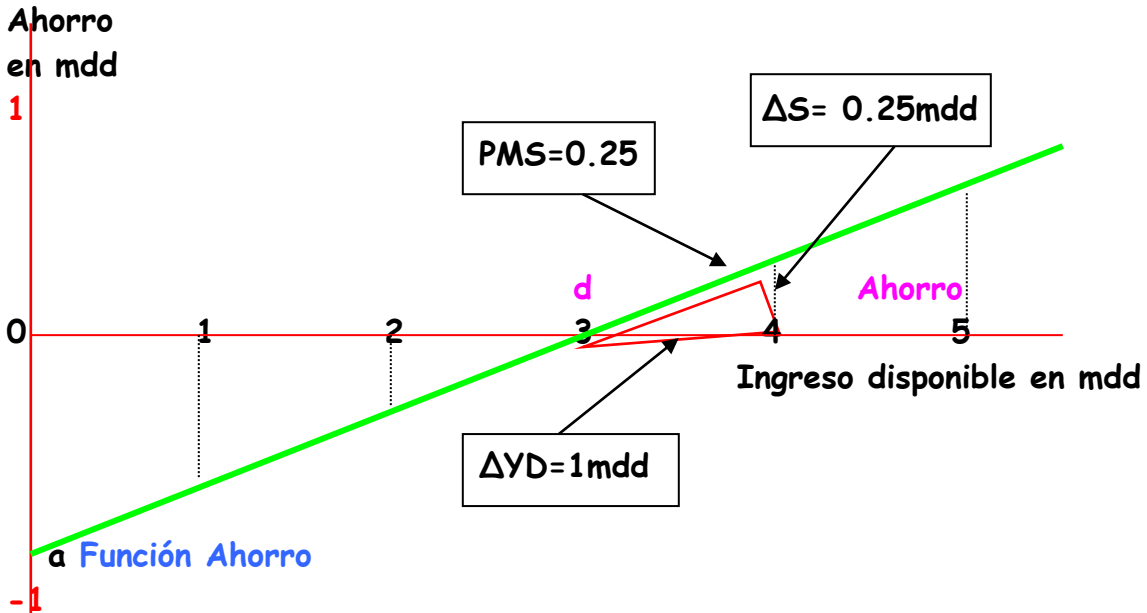 Ahorro
en mdd
1
ΔS= 0.25mdd
PMS=0.25
d
Ahorro
0
1
2
3
4
5
Ingreso disponible en mdd
ΔYD=1mdd
a Función Ahorro
-1